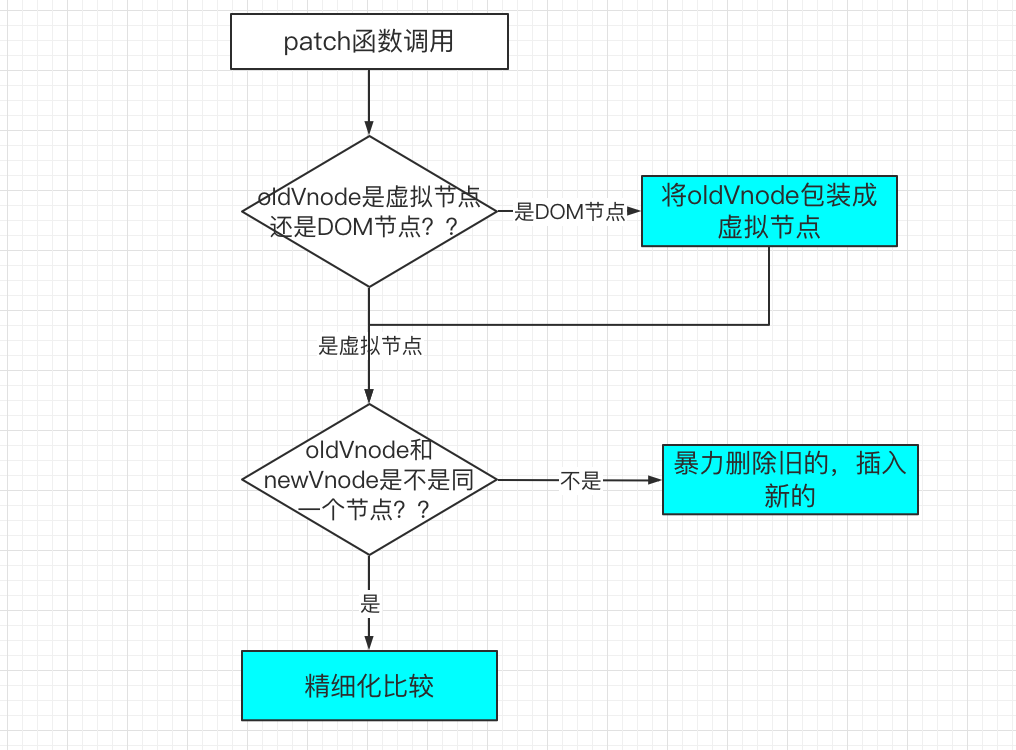 patch函数调用
oldVnode是虚拟节点
还是DOM节点？？
是DOM节点
将oldVnode包装成
虚拟节点
是虚拟节点
oldVnode和
newVnode是不是同
一个节点？？
不是
暴力删除旧的，插入
新的
是
精细化比较